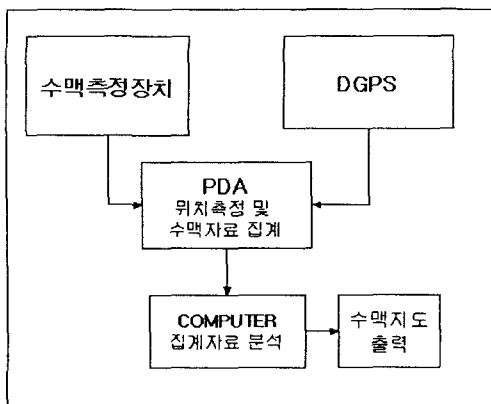 수맥측정장치
DGPS
PDA
위치측정 및
수맥자료 집계
COMPUTER
집계자료 분석
수맥지도
출력